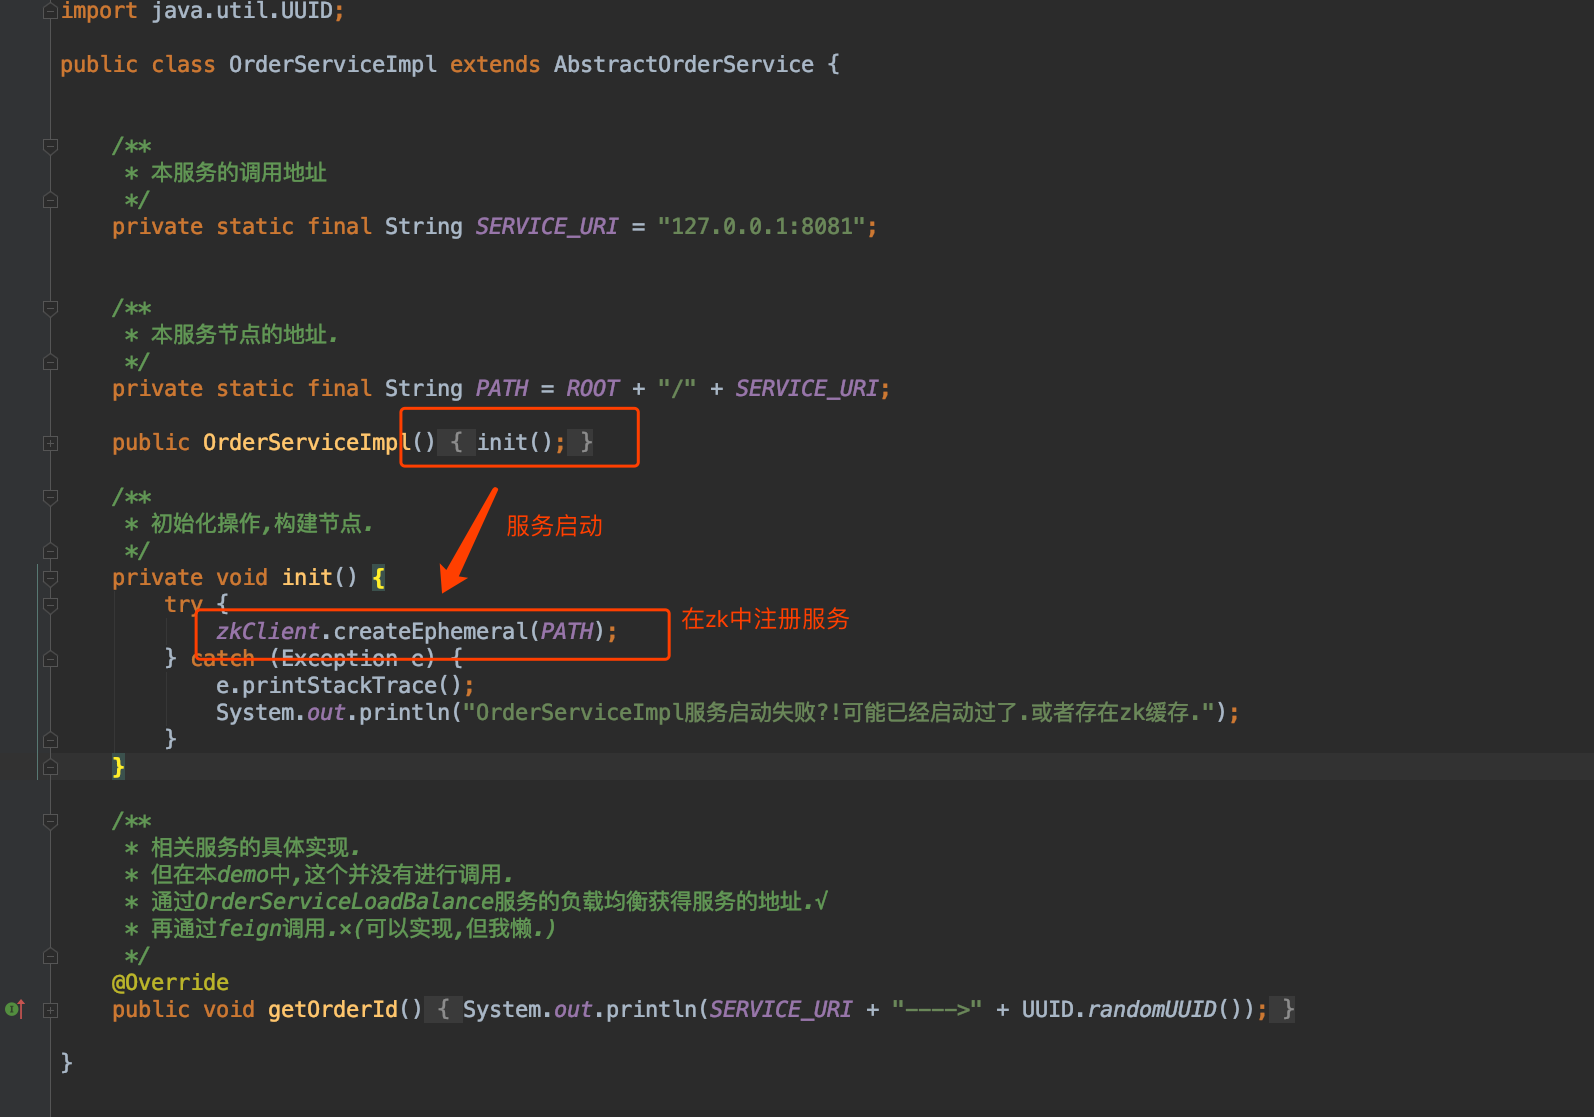 import java.util.UUID;
public class OrderServiceImpl extends AbstractOrderService {
/**
* 本服务的调用地址
*/
private static final String SERVICE_URI = "127.0.0.1:8081";
/**
* 本服务节点的地址.
*/
private static final String PATH = ROOT + "/" + SERVICE_URI;
public OrderServiceImpl() { init(); }
/**
* 初始化操作,构建节点.
*/
服务启动
private void init() {
try {
zkClient.createEphemeral(PATH);
在zk中注册服务
} catch (Exception e) {
e.printStackTrace();
System.out.println("OrderServiceImpl服务启动失败?!可能已经启动过了.或者存在zk缓存.");
}
}
/**
* 相关服务的具体实现.
* 但在本demo中,这个并没有进行调用.
* 通过OrderServiceLoadBalance服务的负载均衡获得服务的地址.√
* 再通过feign调用.×(可以实现,但我懒.)
*/
@Override
public void getOrderId() { System.out.println(SERVICE_URI + "---->" + UUID.randomUUID()); }
}